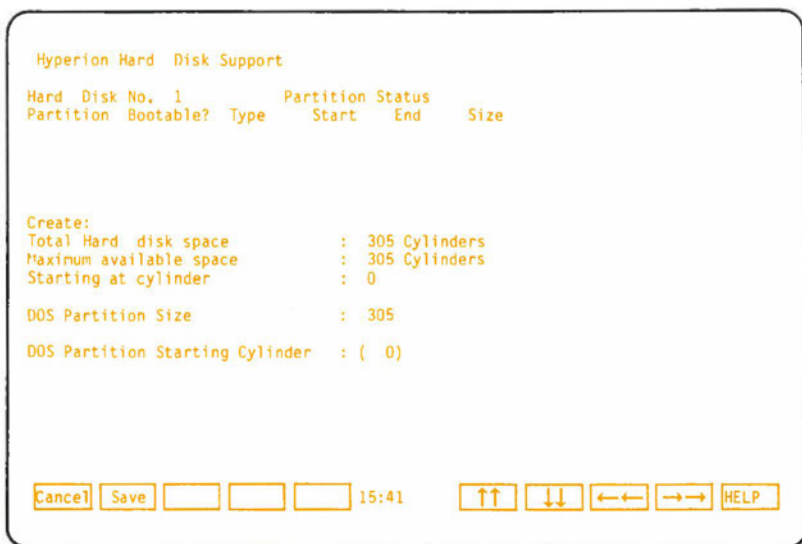 Hyperion Hard Disk Support
Hard Disk No. 1 Partition Status
Partition Bootable? Type Start End Size
Create:
Total Hard disk space : 305 Cylinders
Maximum available space : 305 Cylinders
Starting at cylinder : 0
DOS Partition Size : 305
DOS Partition Starting Cylinder : ( 0)
Cancel Save 15:41 ↑↑ ↓↓ ←← →→ HELP